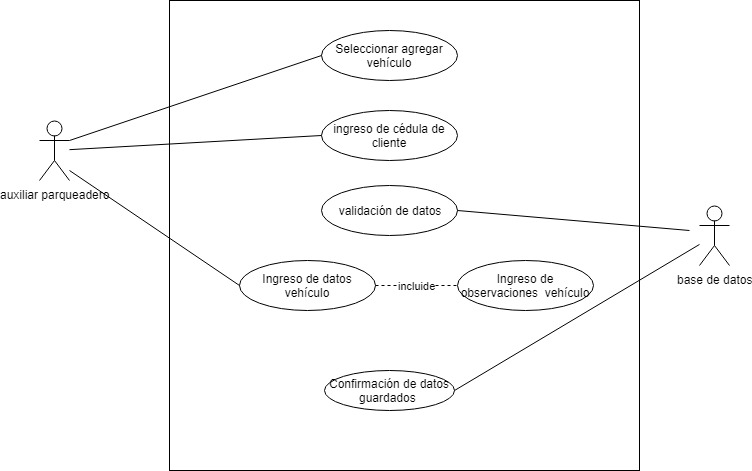 Seleccionar agregar
vehículo
ingreso de cédula de
cliente
auxiliar parqueadero
validación de datos
Ingreso de datos
vehículo
incluide
Ingreso de
observaciones vehículo
base de datos
Confirmación de datos
guardados